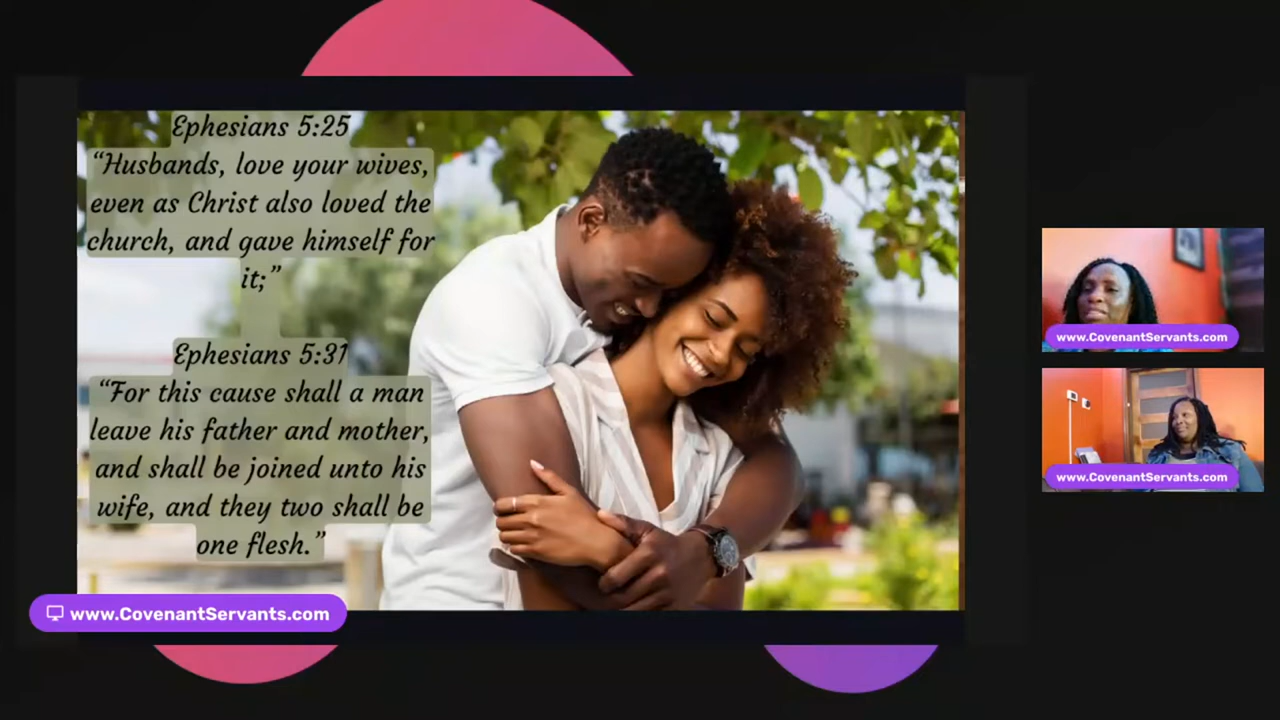 Ephesians 5:25
“Husbands, love your wives,
even as Christ also loved the
church, and gave himself for
it;”
Ephesians 5:31
“For this cause shall a man
leave his father and mother,
and shall be joined unto his
wife, and they two shall be
one flesh.”
www.CovenantServants.com
www.CovenantServants.com
www.CovenantServants.com